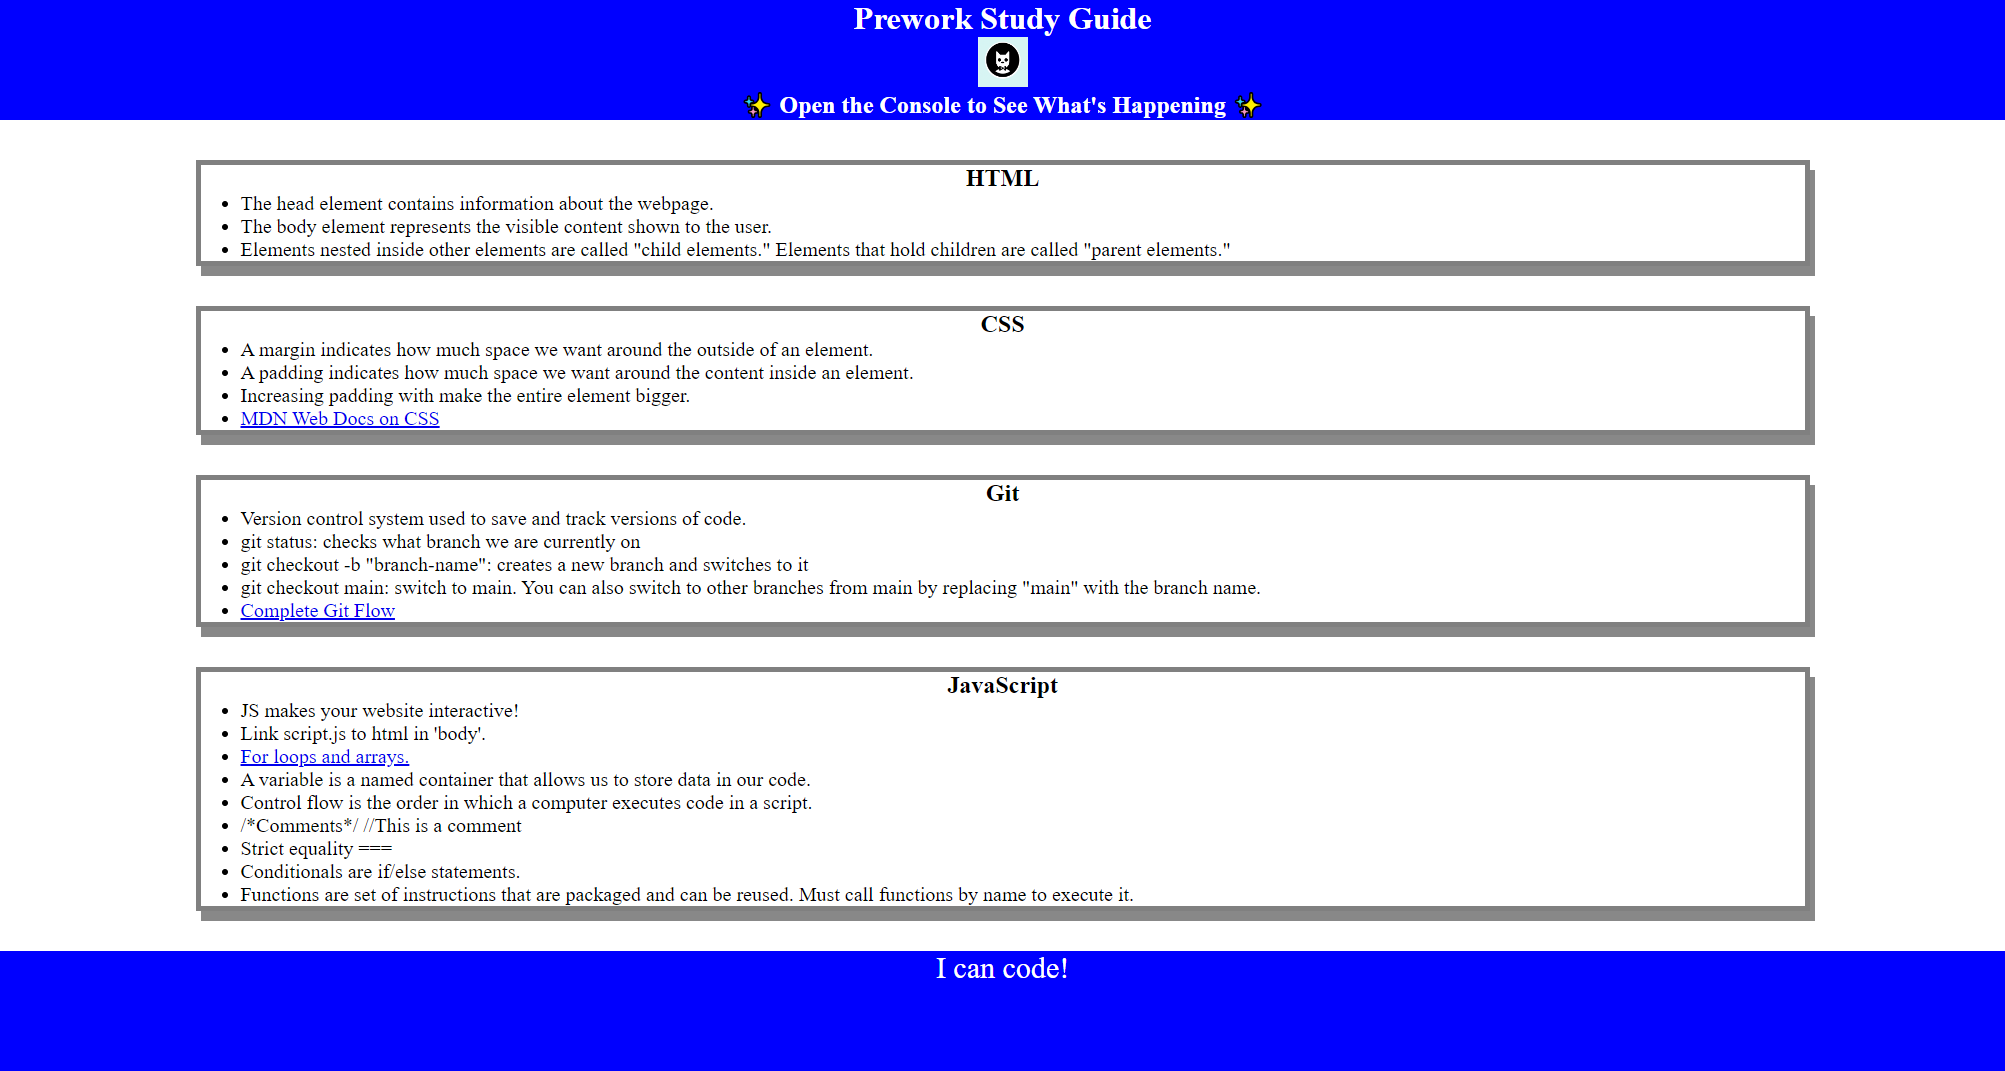 Prework Study Guide
✨ Open the Console to See What's Happening ✨
HTML
• The head element contains information about the webpage.
• The body element represents the visible content shown to the user.
• Elements nested inside other elements are called "child elements." Elements that hold children are called "parent elements."
CSS
• A margin indicates how much space we want around the outside of an element.
• A padding indicates how much space we want around the content inside an element.
• Increasing padding with make the entire element bigger.
• MDN Web Docs on CSS
Git
• Version control system used to save and track versions of code.
• git status: checks what branch we are currently on
• git checkout -b "branch-name": creates a new branch and switches to it
• git checkout main: switch to main. You can also switch to other branches from main by replacing "main" with the branch name.
• Complete Git Flow
JavaScript
• JS makes your website interactive!
• Link script.js to html in 'body'.
• For loops and arrays.
• A variable is a named container that allows us to store data in our code.
• Control flow is the order in which a computer executes code in a script.
• /*Comments*/ //This is a comment
• Strict equality ===
• Conditionals are if/else statements.
• Functions are set of instructions that are packaged and can be reused. Must call functions by name to execute it.
I can code!